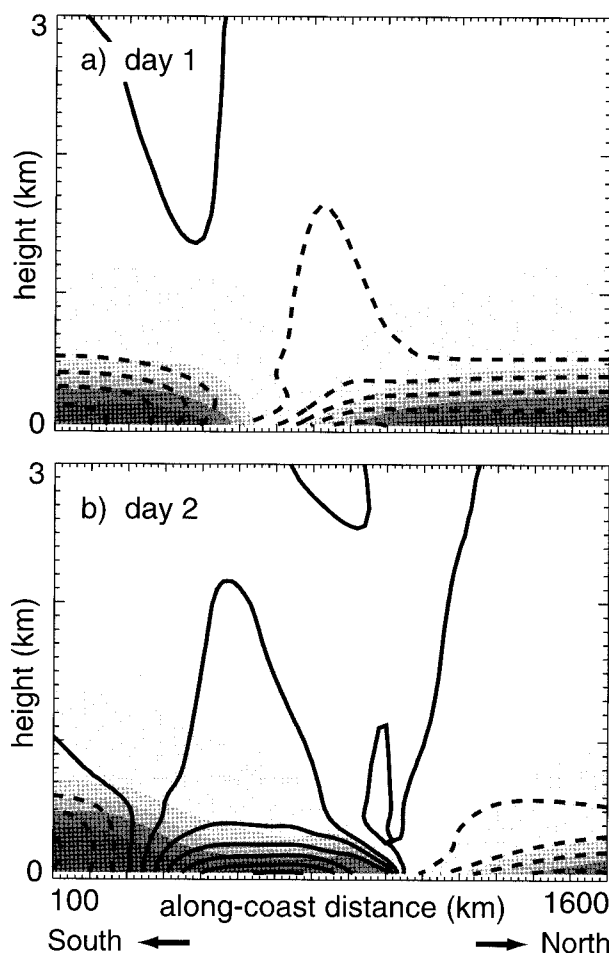 3
a) day 1
height (km)
0
3
b) day 2
height (km)
0
100 along-coast distance (km) 1600
South North